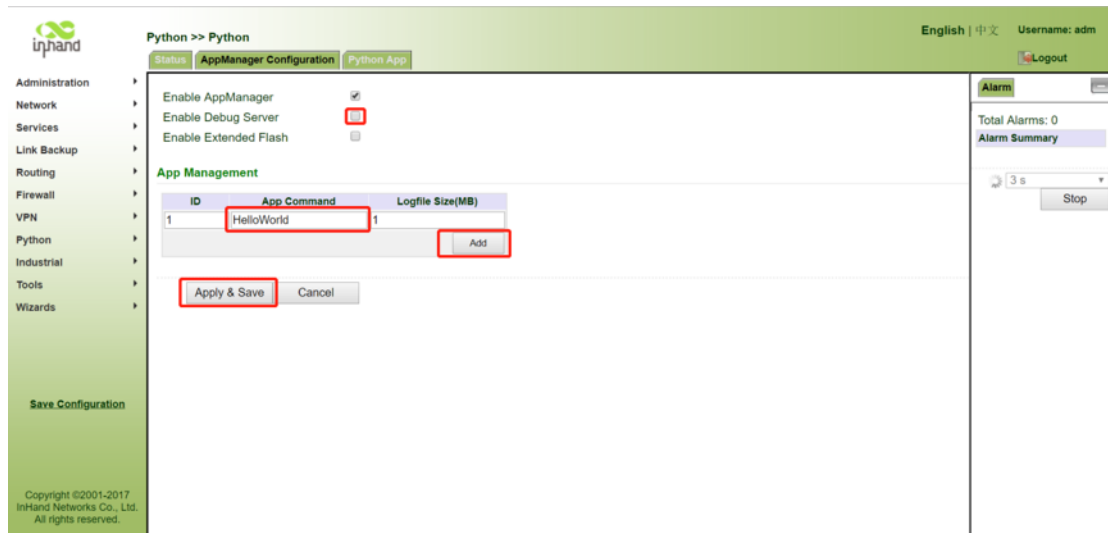 inhand
Python >> Python
English | 中文 Username: adm
Logout
Status AppManager Configuration Python App
Administration
Network
Services
Link Backup
Routing
Firewall
VPN
Python
Industrial
Tools
Wizards
Save Configuration
Copyright ©2001-2017
InHand Networks Co., Ltd.
All rights reserved.
Enable AppManager
Enable Debug Server
Enable Extended Flash
App Management
ID App Command Logfile Size(MB)
1 HelloWorld 1
Add
Apply & Save Cancel
Alarm
Total Alarms: 0
Alarm Summary
3 s
Stop